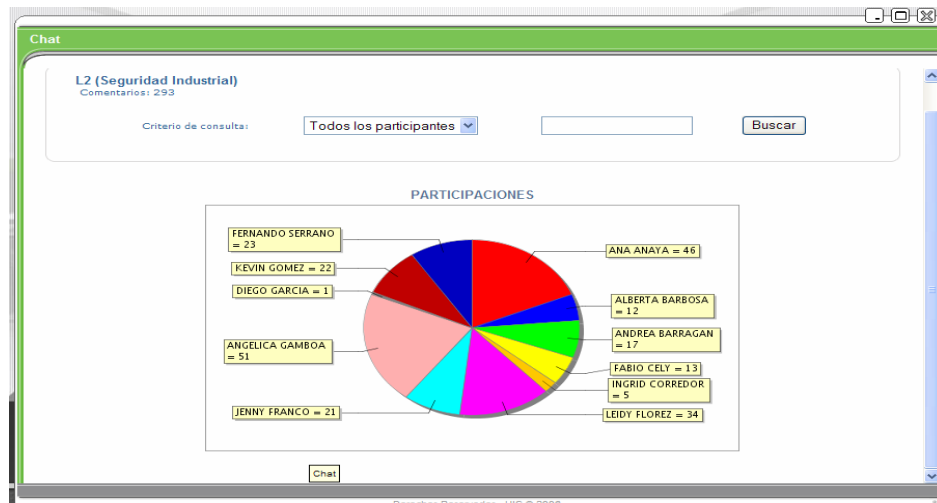 Chat
L2 (Seguridad Industrial)
Comentarios: 293
Criterio de consulta:
Todos los participantes
Buscar
PARTICIPACIONES
FERNANDO SERRANO
= 23
KEVIN GOMEZ = 22
DIEGO GARCIA = 1
ANGELICA GAMBOA
= 51
JENNY FRANCO = 21
ANA ANAYA = 46
ALBERTA BARBOSA
= 12
ANDREA BARRAGAN
= 17
FABIO CELY = 13
INGRID CORREDOR
= 5
LEIDY FLOREZ = 34
Chat